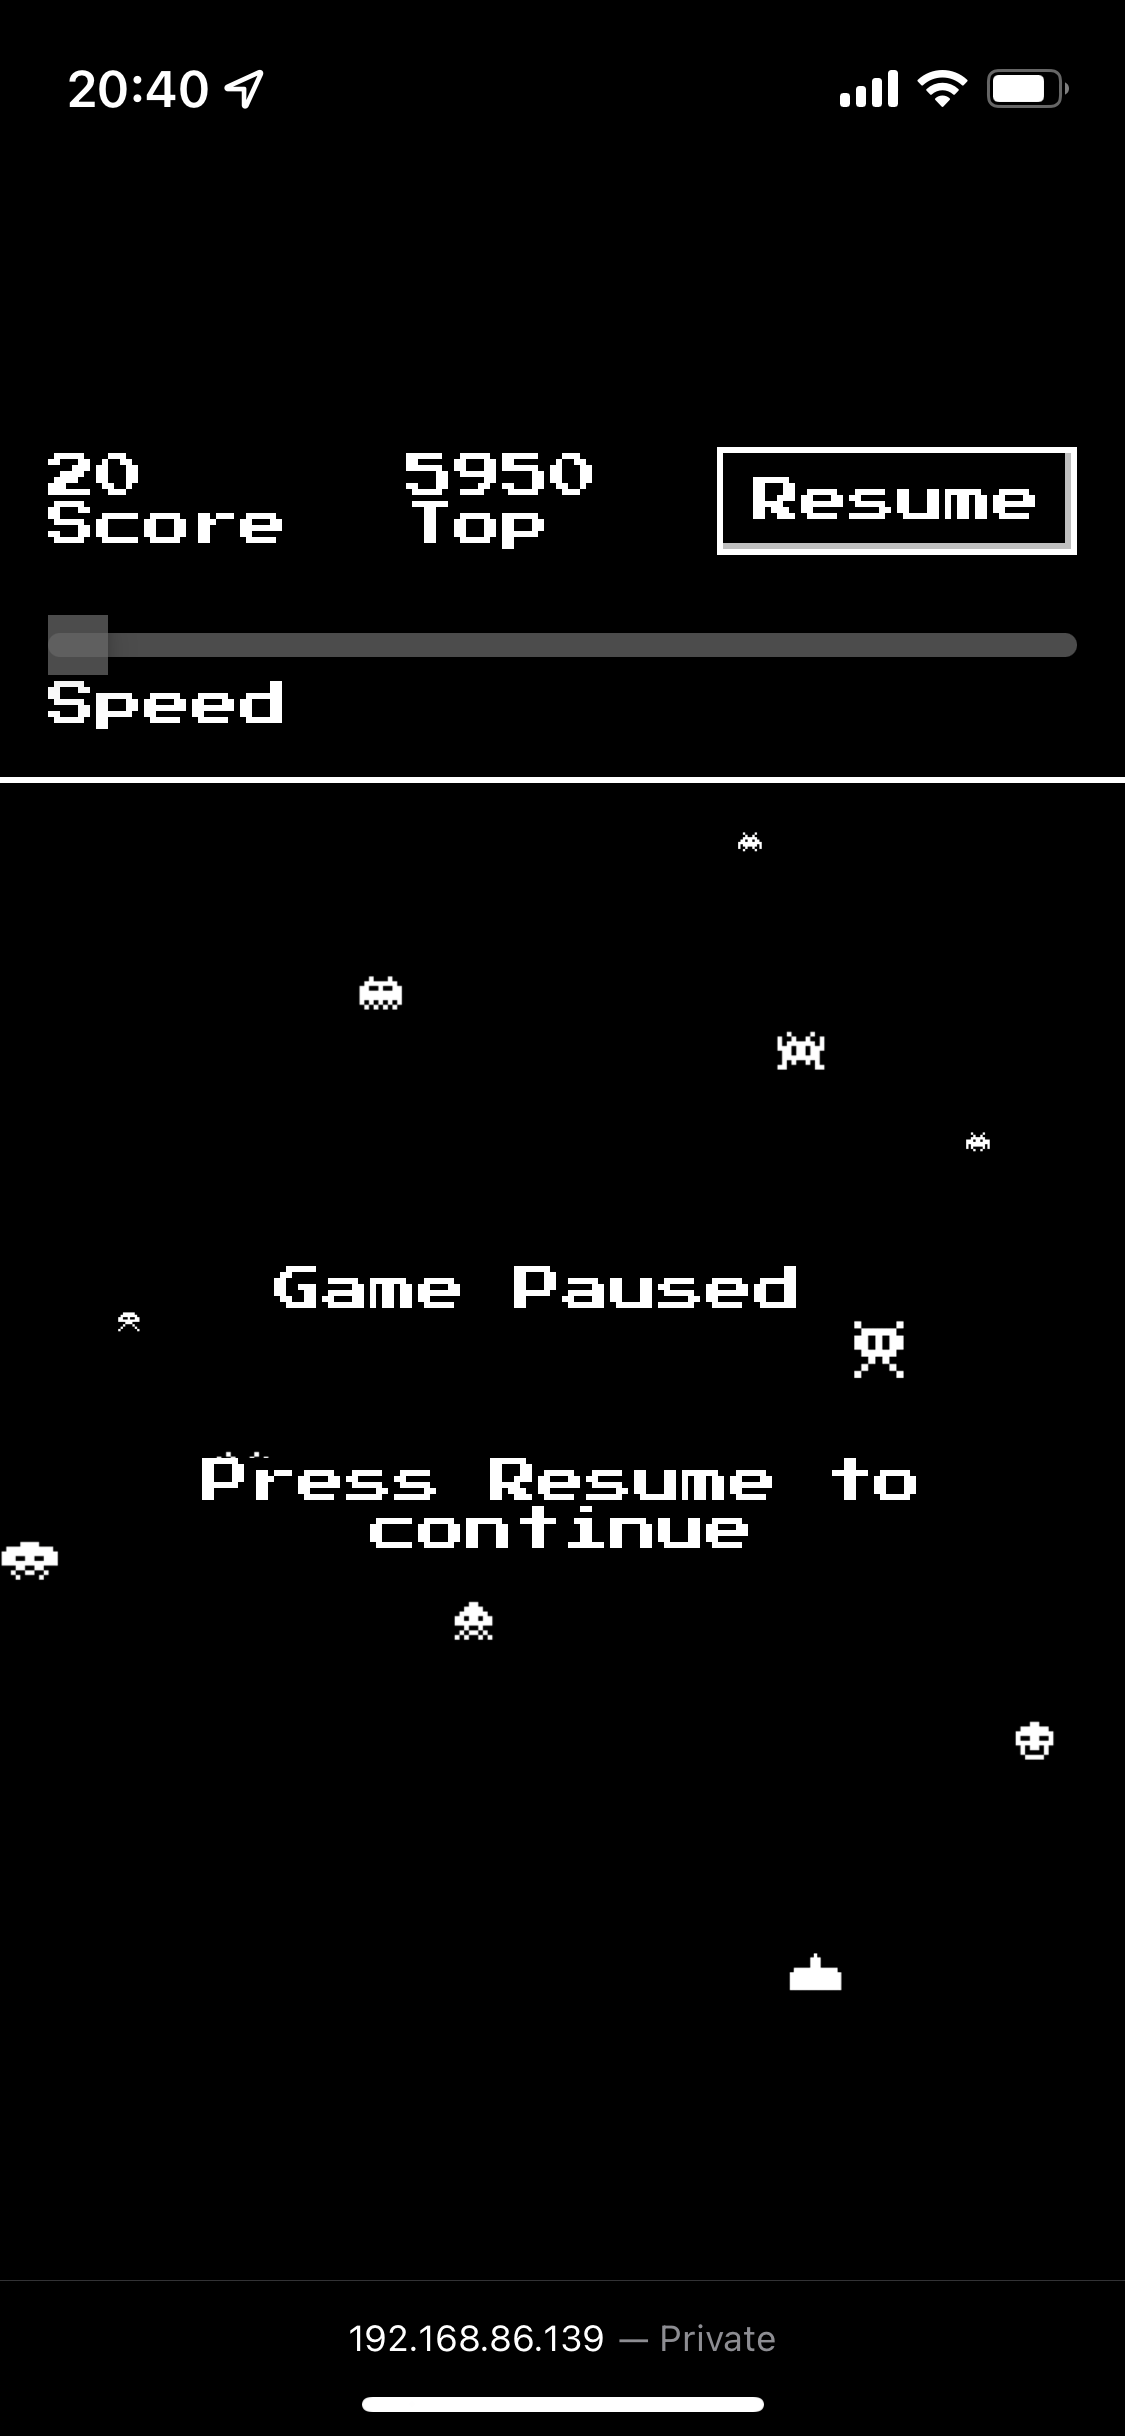 20:40
20
Score
5950
Top
Resume
Speed
Game Paused
Press Resume to
continue
192.168.86.139 — Private